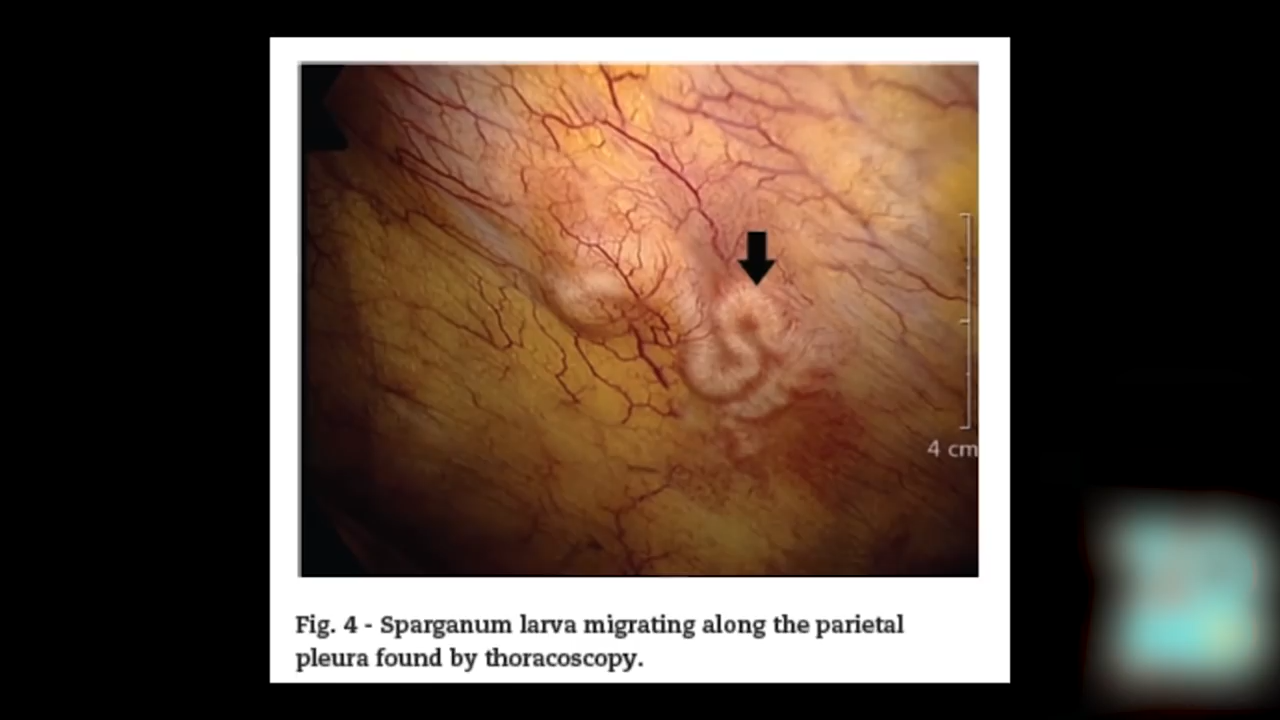 4 cm
Fig. 4 - Sparganum larva migrating along the parietal
pleura found by thoracoscopy.